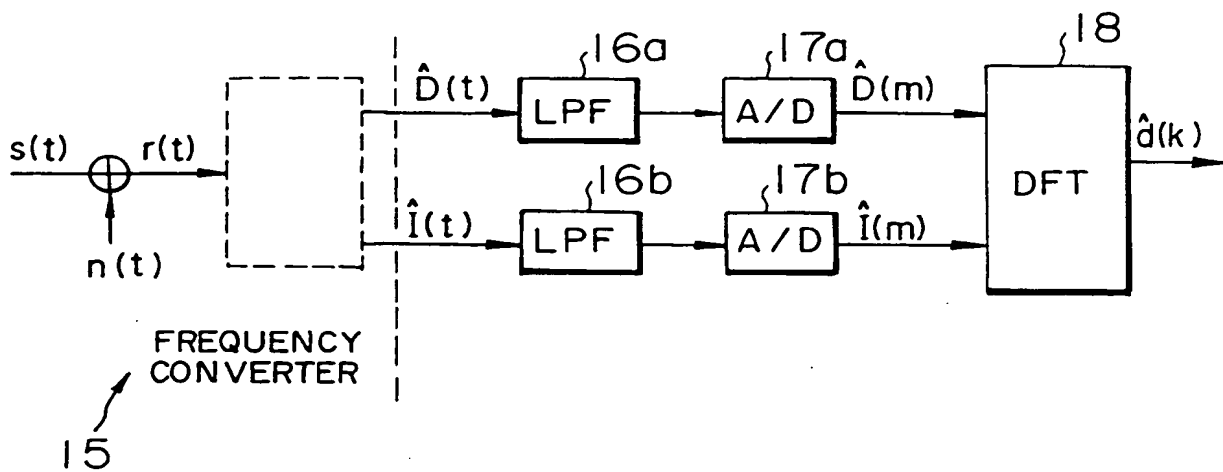 16a
17a
18
D̂(t)
LPF
A/D
D̂(m)
s(t)
r(t)
d̂(k)
16b
17b
DFT
n(t)
Î(t)
LPF
A/D
Î(m)
FREQUENCY
CONVERTER
15